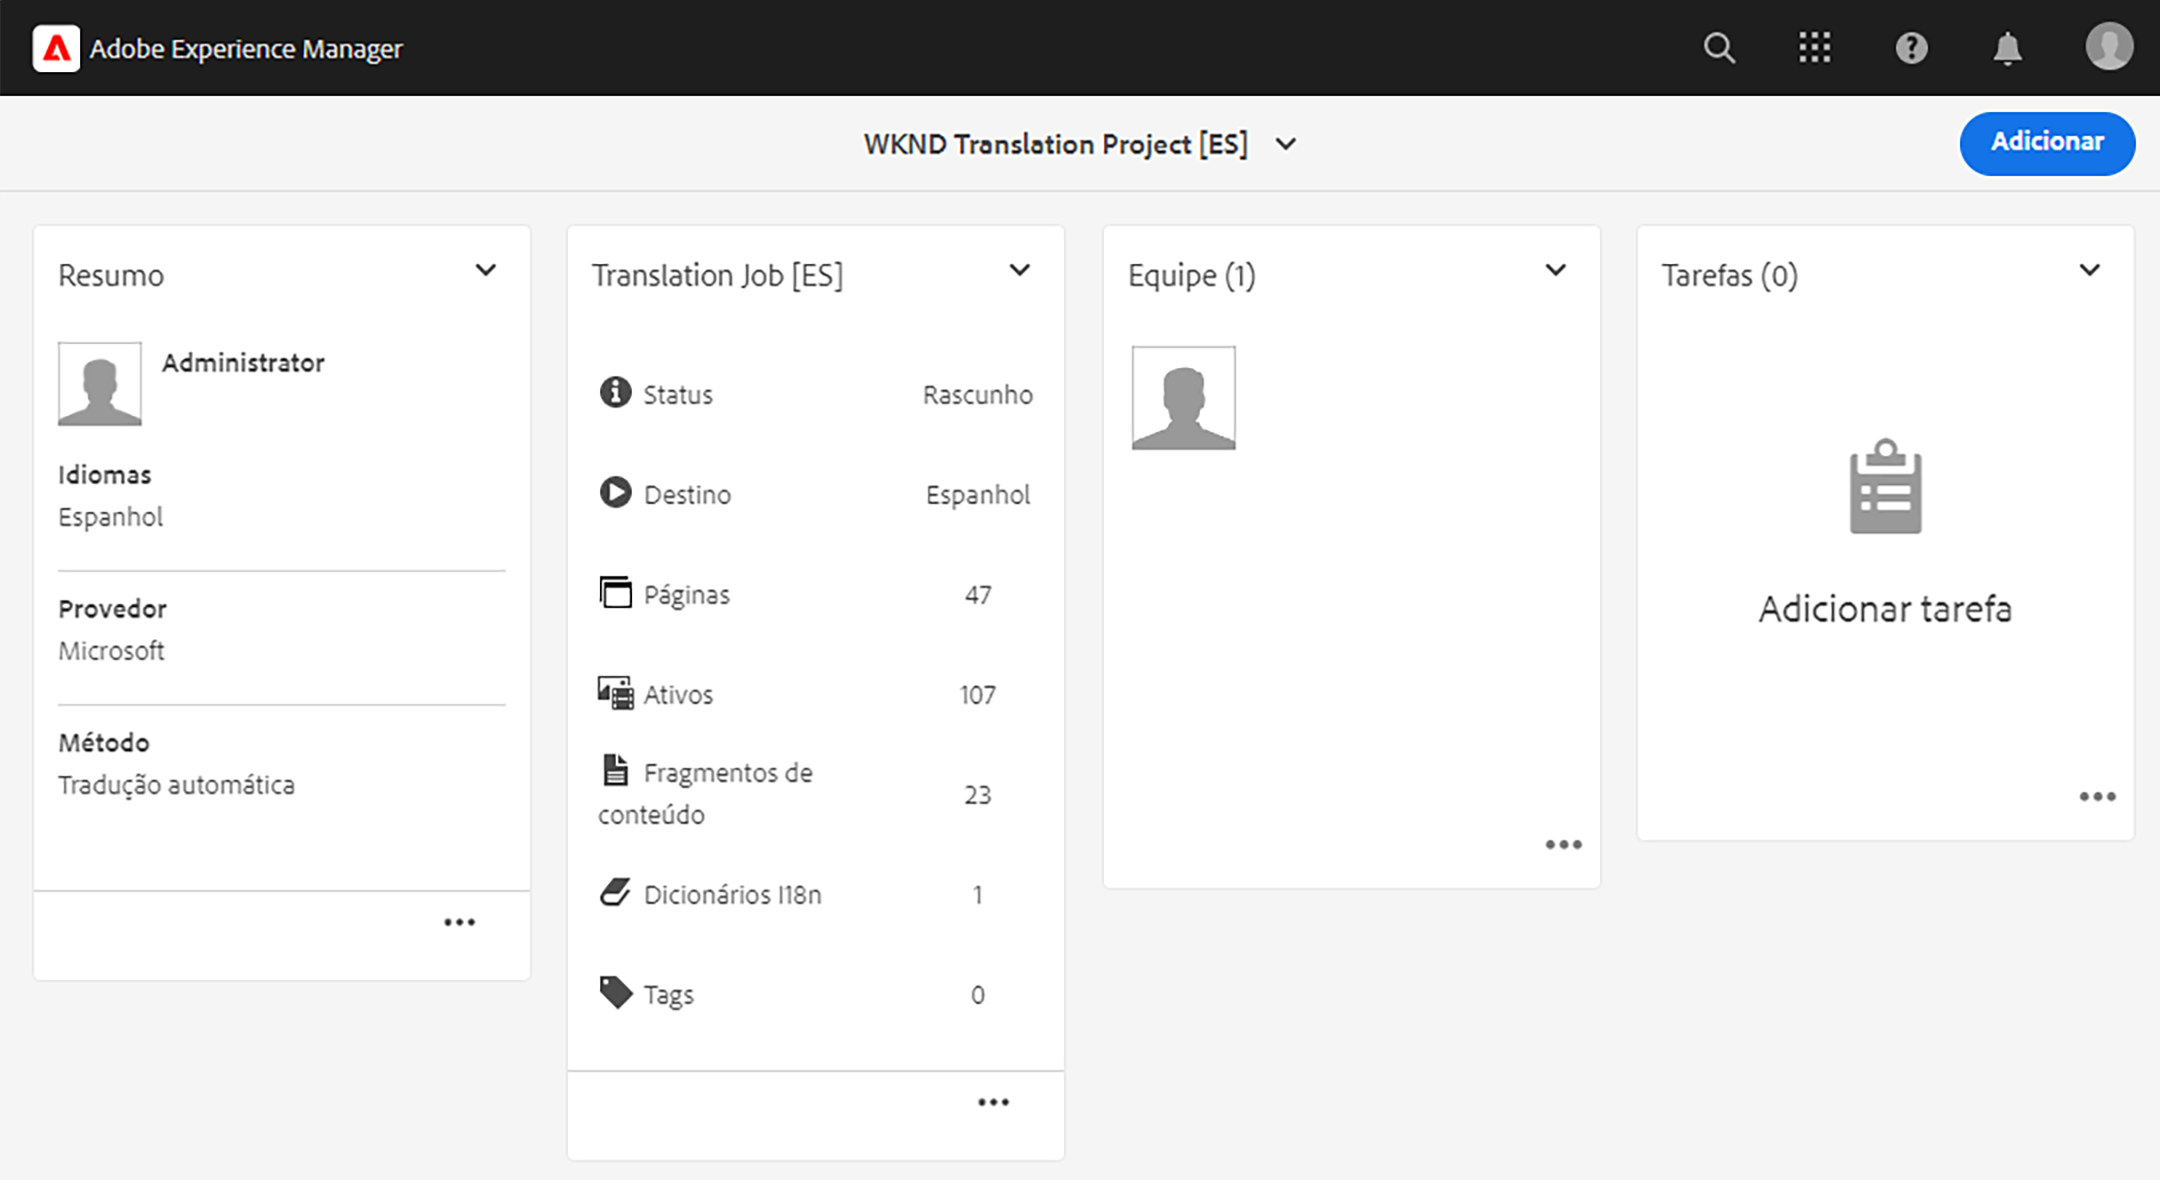 Adobe Experience Manager
WKND Translation Project [ES]
Adicionar
Resumo
Administrator
Idiomas
Espanhol
Provedor
Microsoft
Método
Tradução automática
Translation Job [ES]
Status Rascunho
Destino Espanhol
Páginas 47
Ativos 107
Fragmentos de
conteúdo 23
Dicionários I18n 1
Tags 0
Equipe (1)
Tarefas (0)
Adicionar tarefa